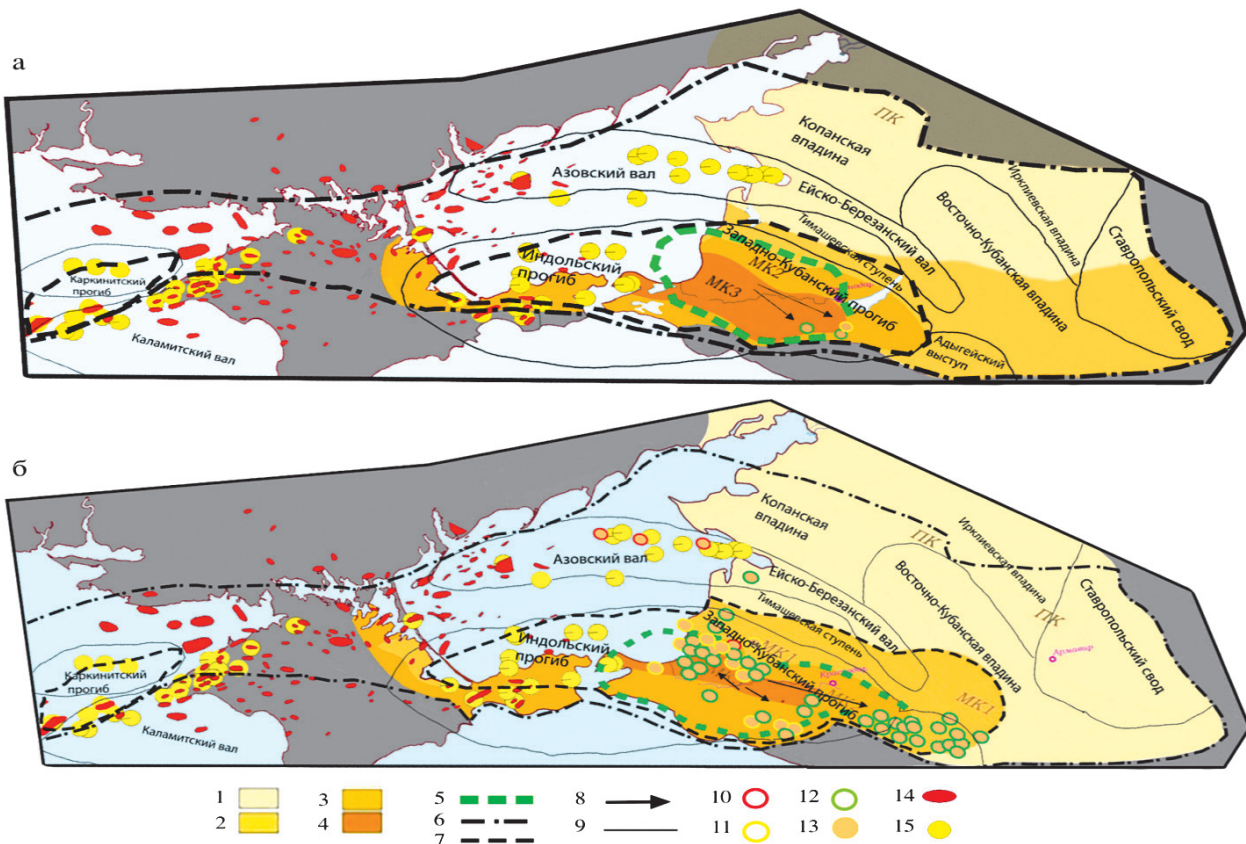 а
ПК
Копанская
впадина
Азовский вал
Ейско-Березанский вал
Ирклиевская впадина
Восточно-Кубанская впадина
Тимашевская ступень
Западно-Кубанский прогиб
МК2
Индольский
прогиб
МК3
Ставропольский свод
Каркинитский
прогиб
Каламитский вал
Адыгейский
выступ
б
Копанская
впадина
ПК
Ирклиевская впадина
Азовский вал
Ейско-Березанский вал
Восточно-Кубанская впадина
Тимашевская ступень
Западно-Кубанский прогиб
МК1
ПК
Ставропольский свод
Армавир
Индольский
прогиб
Каркинитский
прогиб
МК1
Каламитский вал
1 3 5 8 10 12 14
2 4 6 9 11 13 15
7